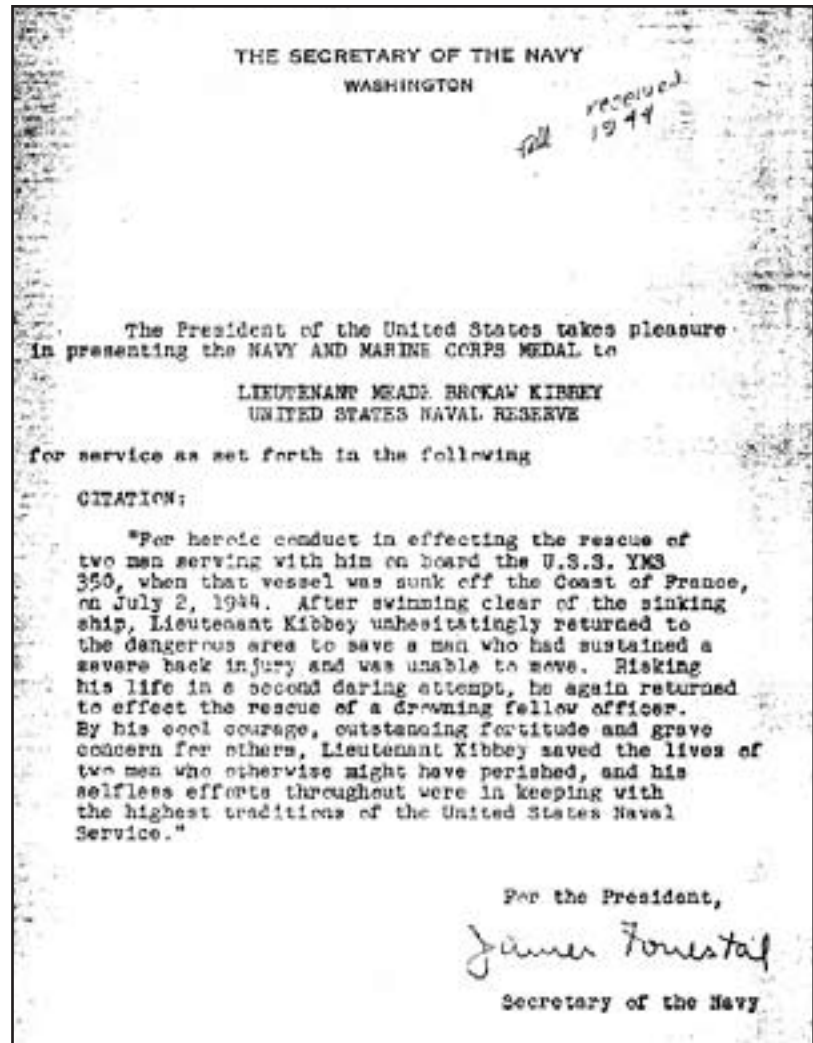 THE SECRETARY OF THE NAVY
WASHINGTON
received
Fall 1944
The President of the United States takes pleasure
in presenting the NAVY AND MARINE CORPS MEDAL to
LIEUTENANT MEADE BROKAW KIBBEY
UNITED STATES NAVAL RESERVE
for service as set forth in the following
CITATION:
"For heroic conduct in effecting the rescue of
two men serving with him on board the U.S.S. YMS
350, when that vessel was sunk off the Coast of France,
on July 2, 1944. After swimming clear of the sinking
ship, Lieutenant Kibbey unhesitatingly returned to
the dangerous area to save a man who had sustained a
severe back injury and was unable to move. Risking
his life in a second daring attempt, he again returned
to effect the rescue of a drowning fellow officer.
By his cool courage, outstanding fortitude and grave
concern for others, Lieutenant Kibbey saved the lives of
two men who otherwise might have perished, and his
selfless efforts throughout were in keeping with
the highest traditions of the United States Naval
Service."
For the President,
James Forrestal
Secretary of the Navy